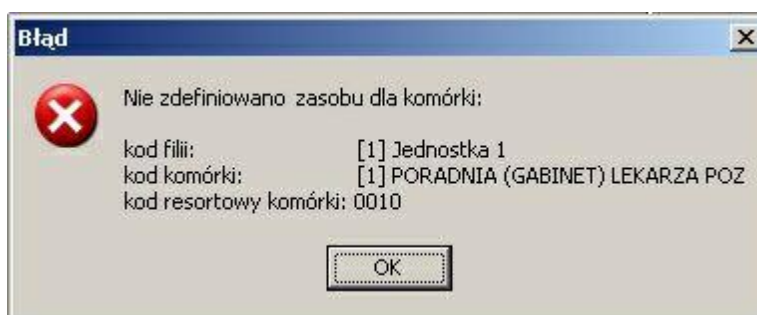 Błąd
Nie zdefiniowano zasobu dla komórki:
kod filii: [1] Jednostka 1
kod komórki: [1] PORADNIA (GABINET) LEKARZA POZ
kod resortowy komórki: 0010
OK